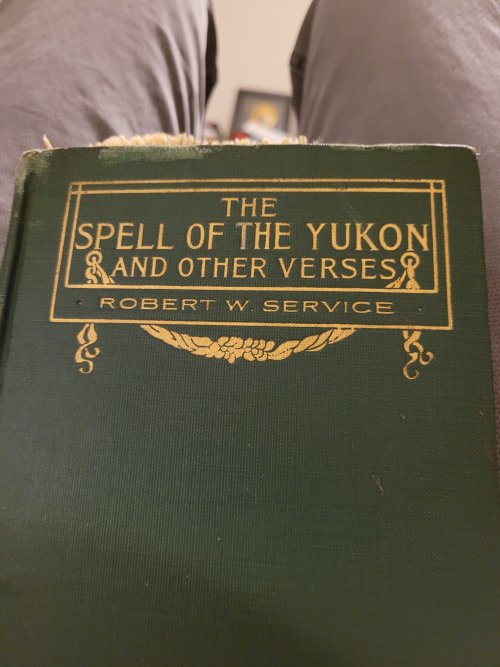 THE
SPELL OF THE YUKON
AND OTHER VERSES
ROBERT W. SERVICE